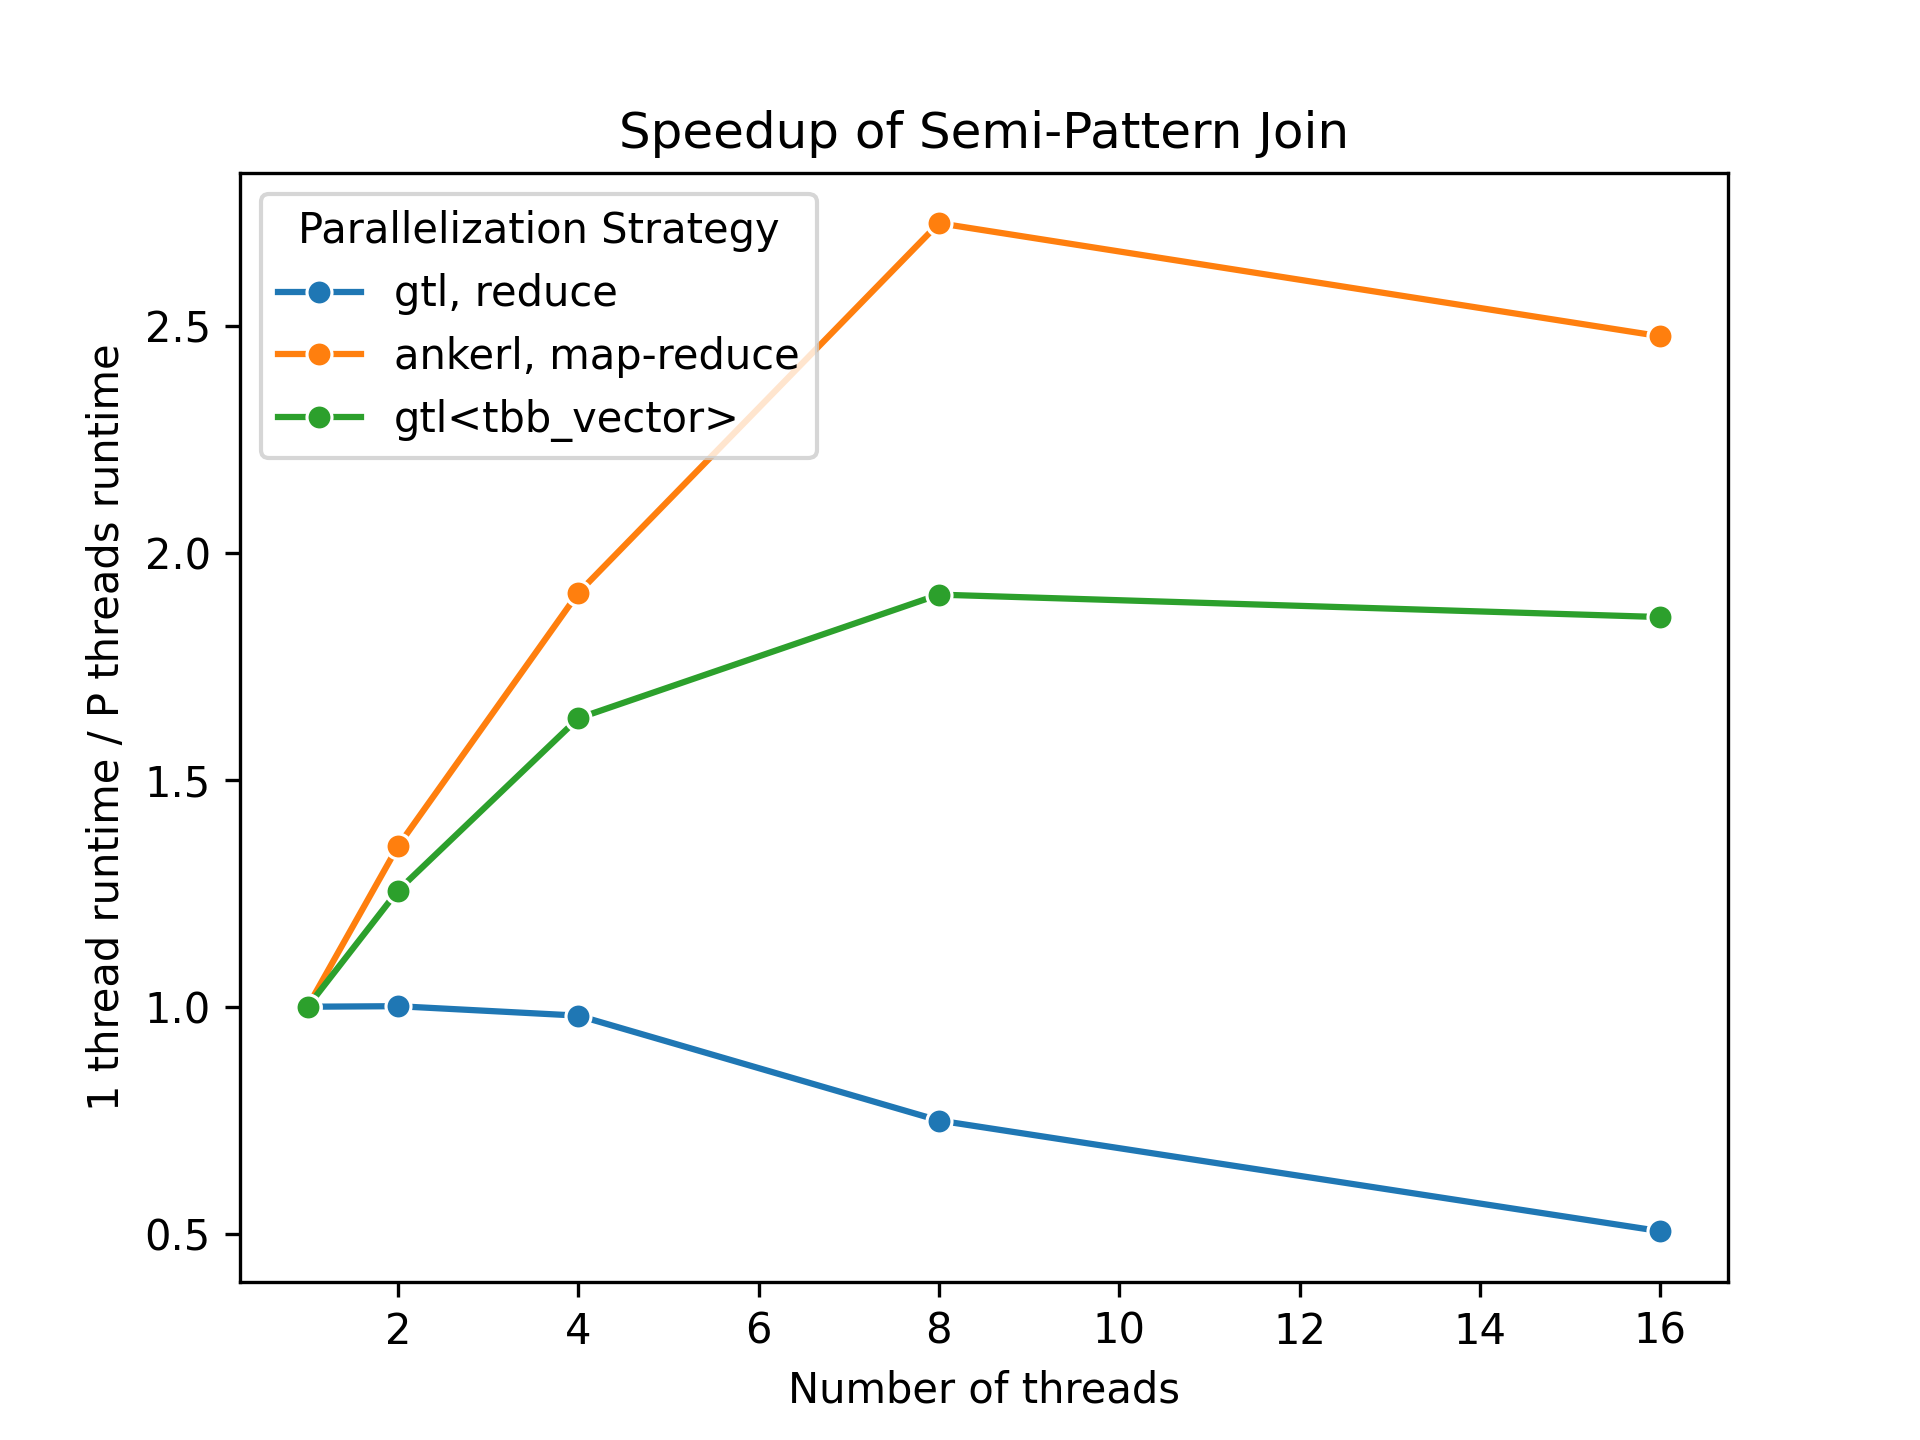 Speedup of Semi-Pattern Join
Parallelization Strategy
gtl, reduce
ankerl, map-reduce
gtl<tbb_vector>
1 thread runtime / P threads runtime
2.5
2.0
1.5
1.0
0.5
2 4 6 8 10 12 14 16
Number of threads